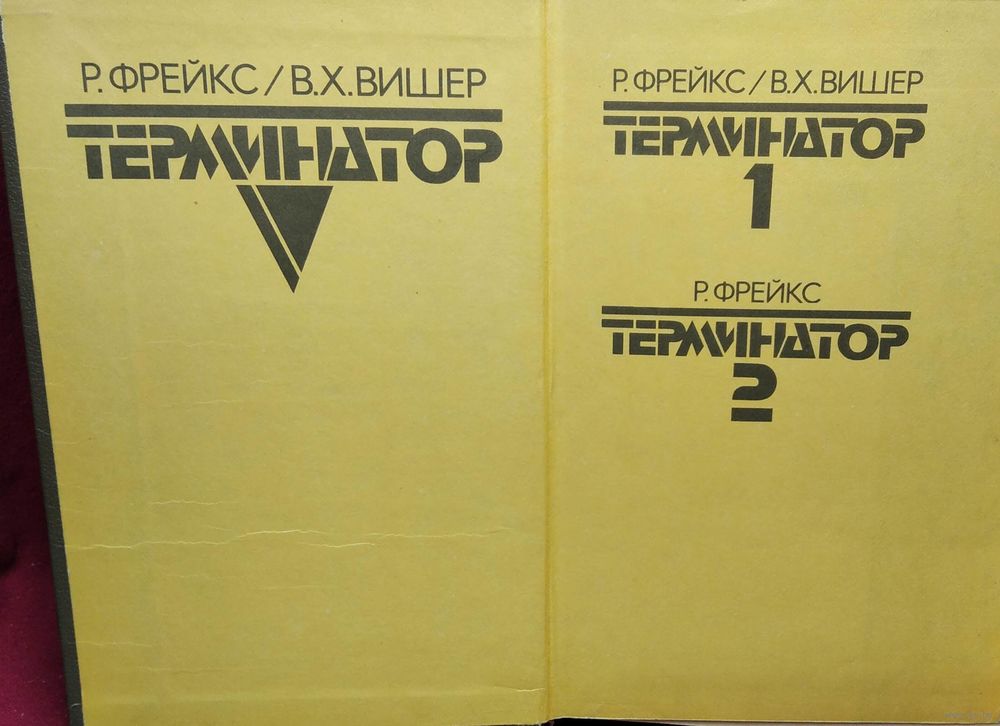 Р. ФРЕЙКС / В.Х. ВИШЕР
ТЕРМИНАТОР
Р. ФРЕЙКС / В.Х. ВИШЕР
ТЕРМИНАТОР
1
Р. ФРЕЙКС
ТЕРМИНАТОР
2